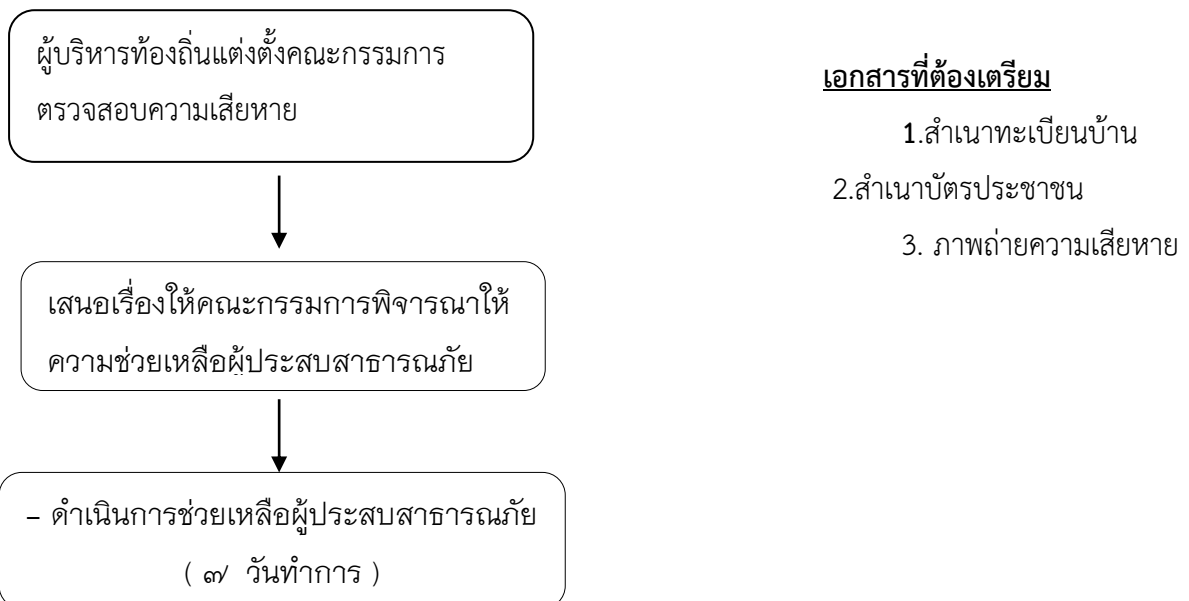 ผู้บริหารท้องถิ่นแต่งตั้งคณะกรรมการ
ตรวจสอบความเสียหาย
เสนอเรื่องให้คณะกรรมการพิจารณาให้
ความช่วยเหลือผู้ประสบสาธารณภัย
– ดำเนินการช่วยเหลือผู้ประสบสาธารณภัย
( ๗ วันทำการ )
เอกสารที่ต้องเตรียม
1.สำเนาทะเบียนบ้าน
2.สำเนาบัตรประชาชน
3. ภาพถ่ายความเสียหาย